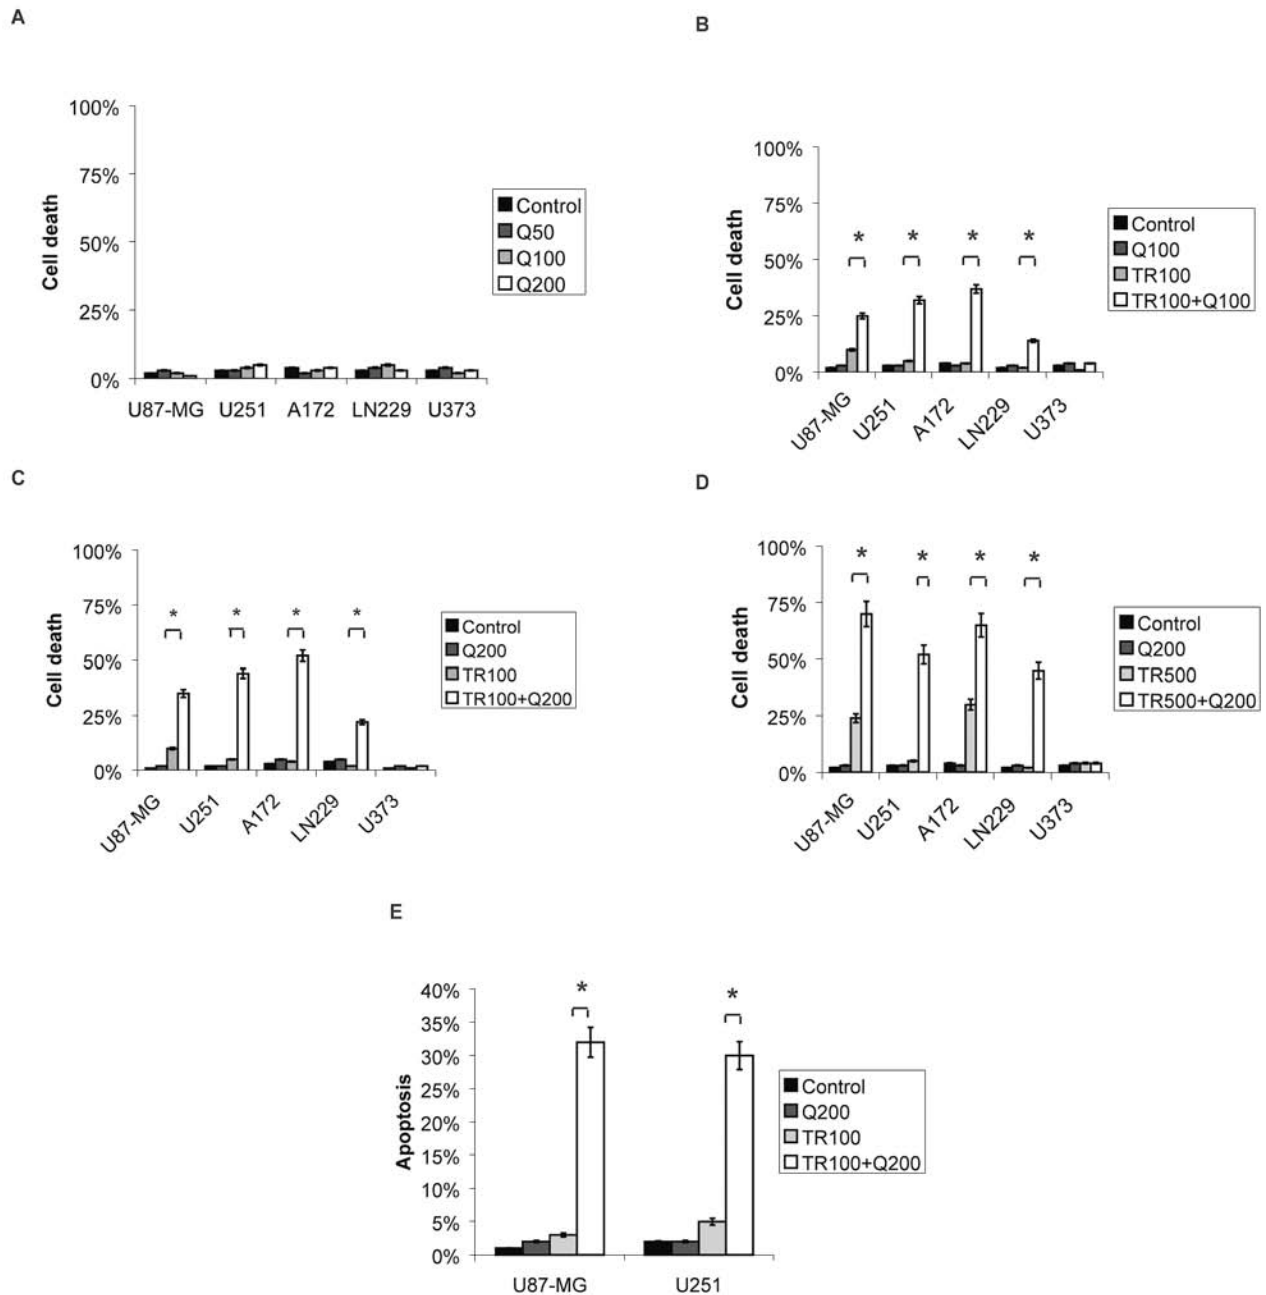 A
Cell death
100%
75%
50%
25%
0%
U87-MG U251 A172 LN229 U373
Control
Q50
Q100
Q200
B
Cell death
100%
75%
50%
25%
0%
* * * *
U87-MG U251 A172 LN229 U373
Control
Q100
TR100
TR100+Q100
C
Cell death
100%
75%
50%
25%
0%
* * * *
U87-MG U251 A172 LN229 U373
Control
Q200
TR100
TR100+Q200
D
Cell death
100%
75%
50%
25%
0%
* * * *
U87-MG U251 A172 LN229 U373
Control
Q200
TR500
TR500+Q200
E
Apoptosis
40%
35%
30%
25%
20%
15%
10%
5%
0%
* *
U87-MG U251
Control
Q200
TR100
TR100+Q200